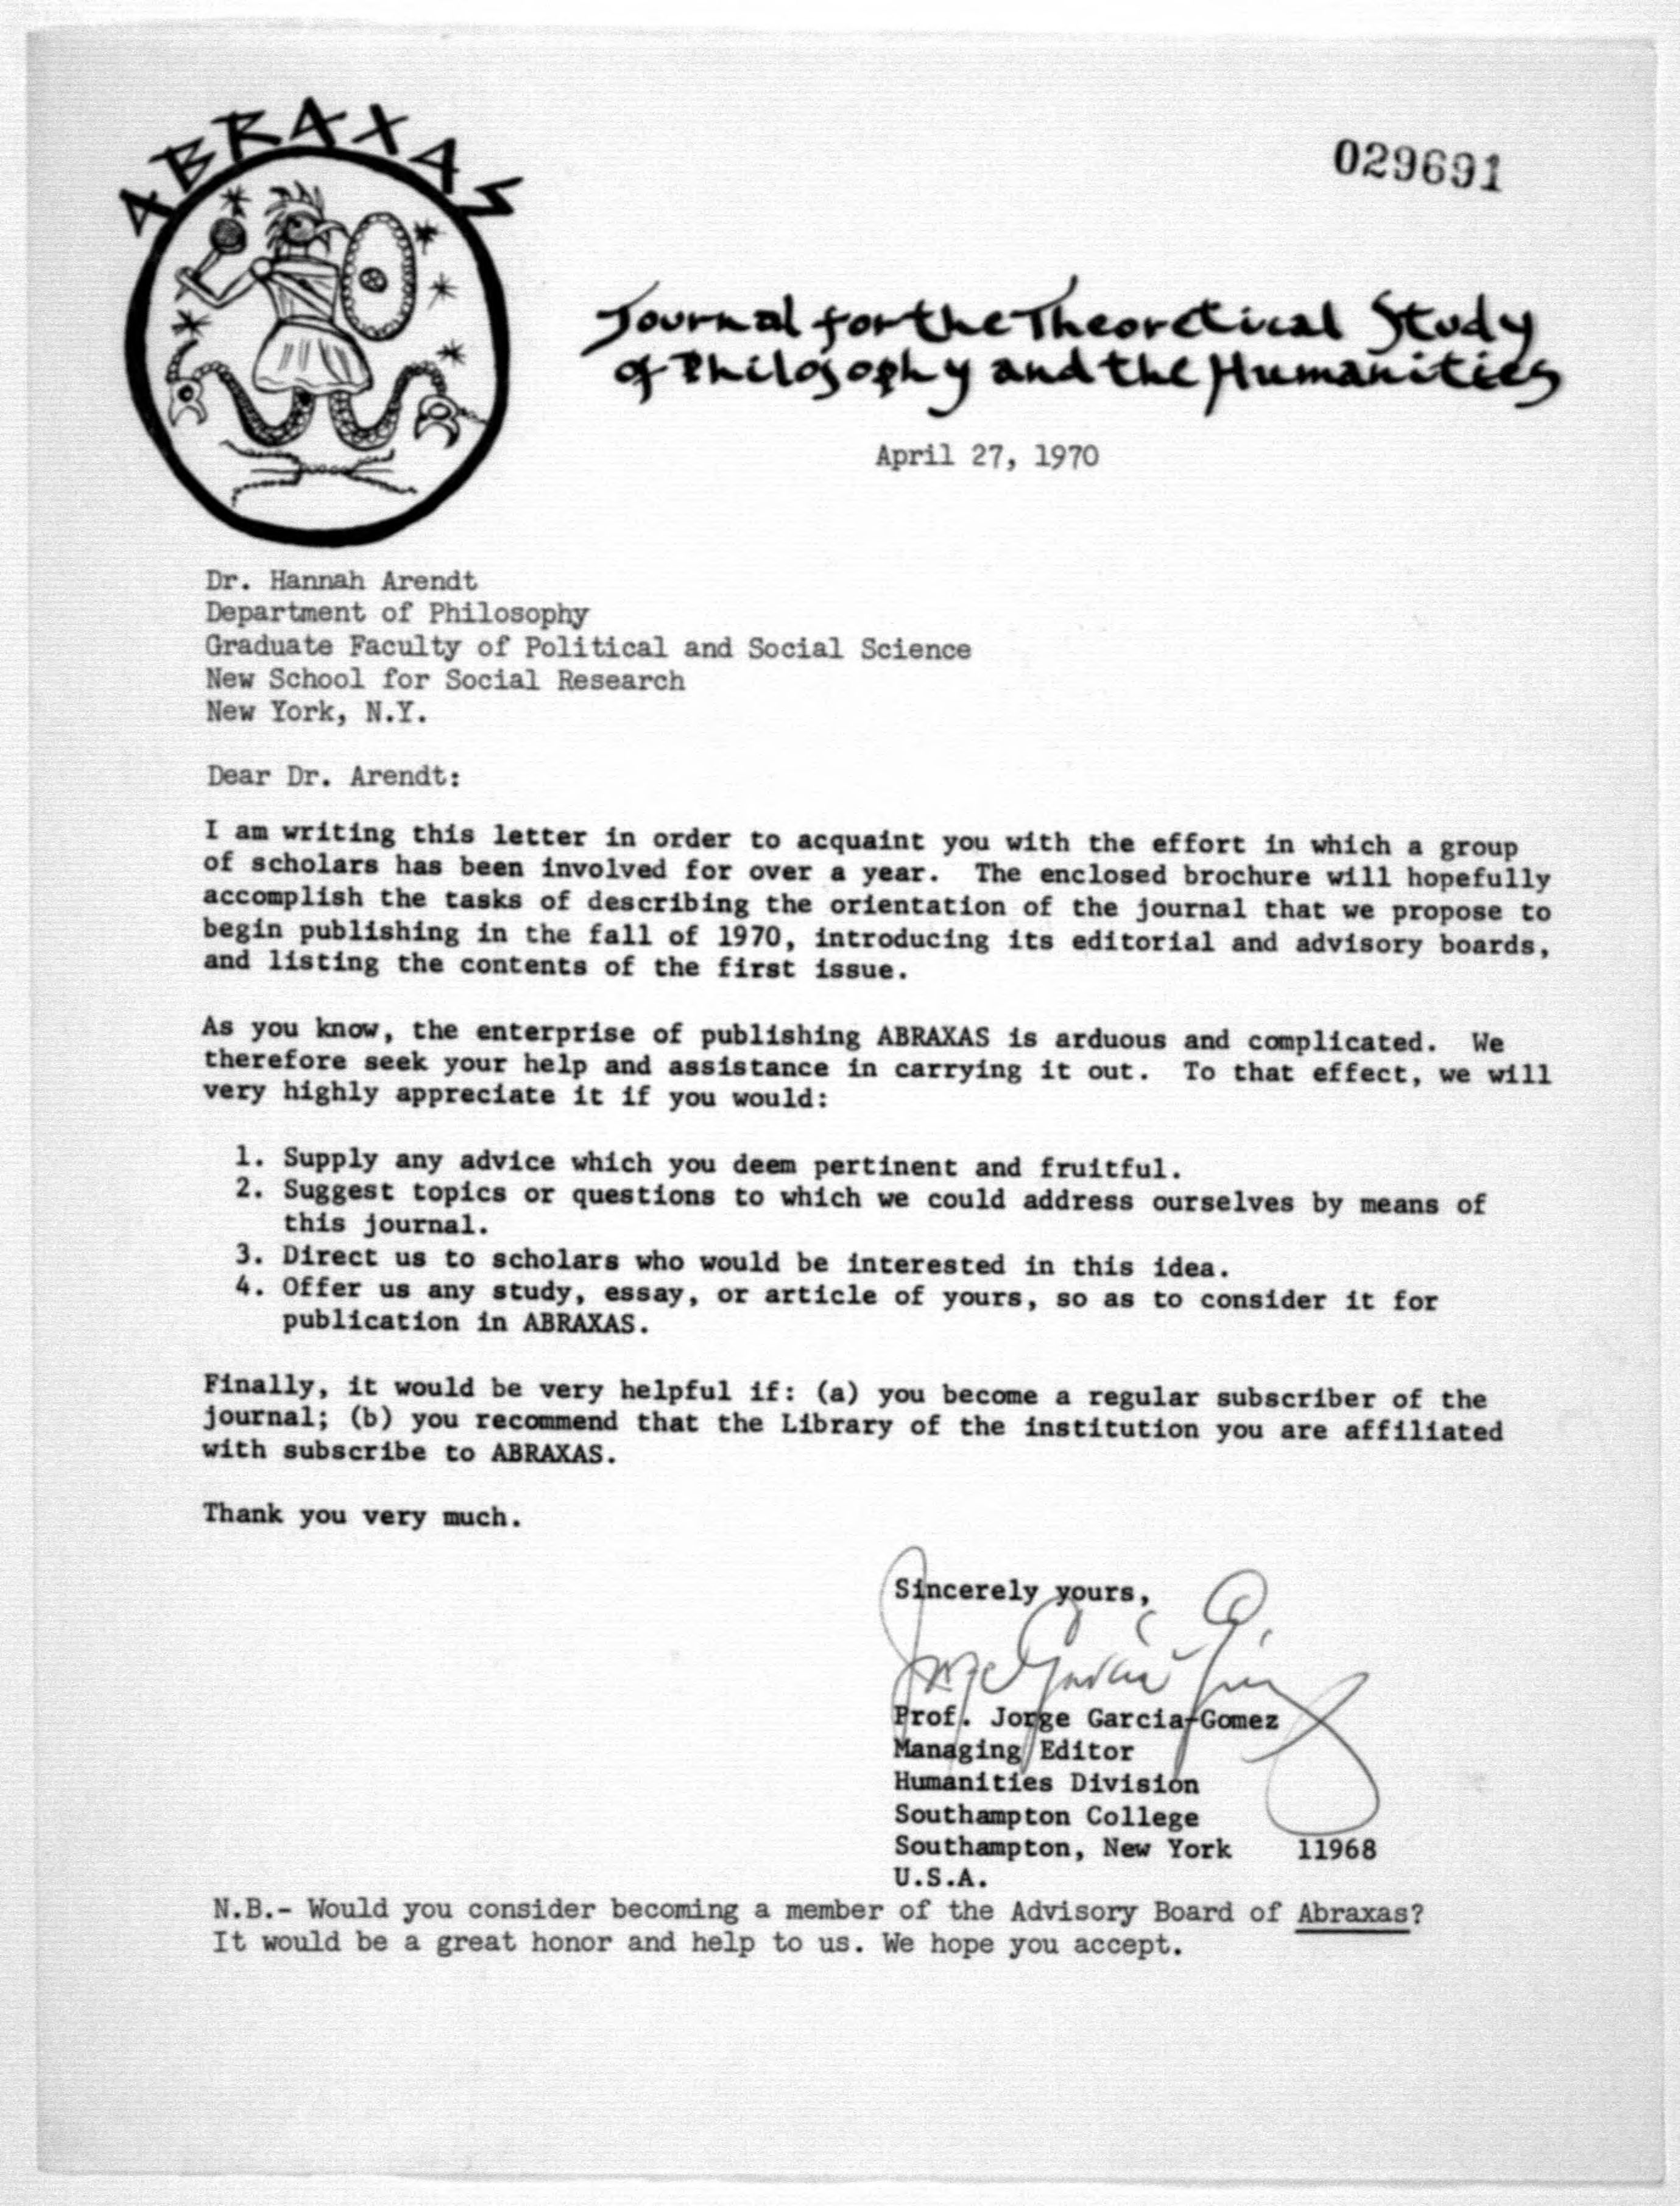 ABRAXAS
029691
Journal for the Theoretical Study
of Philosophy and the Humanities
April 27, 1970
Dr. Hannah Arendt
Department of Philosophy
Graduate Faculty of Political and Social Science
New School for Social Research
New York, N.Y.
Dear Dr. Arendt:
I am writing this letter in order to acquaint you with the effort in which a group
of scholars has been involved for over a year.  The enclosed brochure will hopefully
accomplish the tasks of describing the orientation of the journal that we propose to
begin publishing in the fall of 1970, introducing its editorial and advisory boards,
and listing the contents of the first issue.
As you know, the enterprise of publishing ABRAXAS is arduous and complicated.  We
therefore seek your help and assistance in carrying it out.  To that effect, we will
very highly appreciate it if you would:
1. Supply any advice which you deem pertinent and fruitful.
2. Suggest topics or questions to which we could address ourselves by means of
this journal.
3. Direct us to scholars who would be interested in this idea.
4. Offer us any study, essay, or article of yours, so as to consider it for
publication in ABRAXAS.
Finally, it would be very helpful if: (a) you become a regular subscriber of the
journal; (b) you recommend that the Library of the institution you are affiliated
with subscribe to ABRAXAS.
Thank you very much.
Sincerely yours,
Jorge García Gómez
Prof. Jorge Garcia-Gomez
Managing Editor
Humanities Division
Southampton College
Southampton, New York    11968
U.S.A.
N.B.- Would you consider becoming a member of the Advisory Board of Abraxas?
It would be a great honor and help to us. We hope you accept.